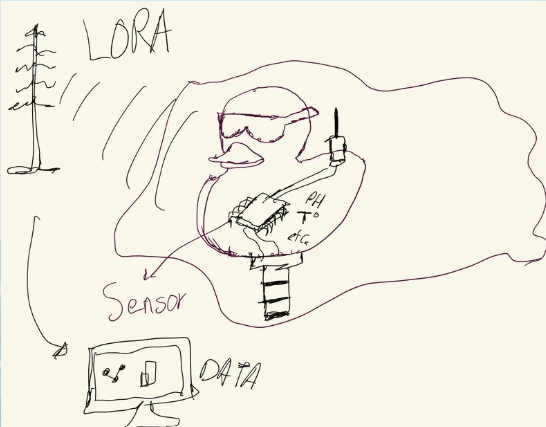 LORA
PH
T°
etc
Sensor
DATA